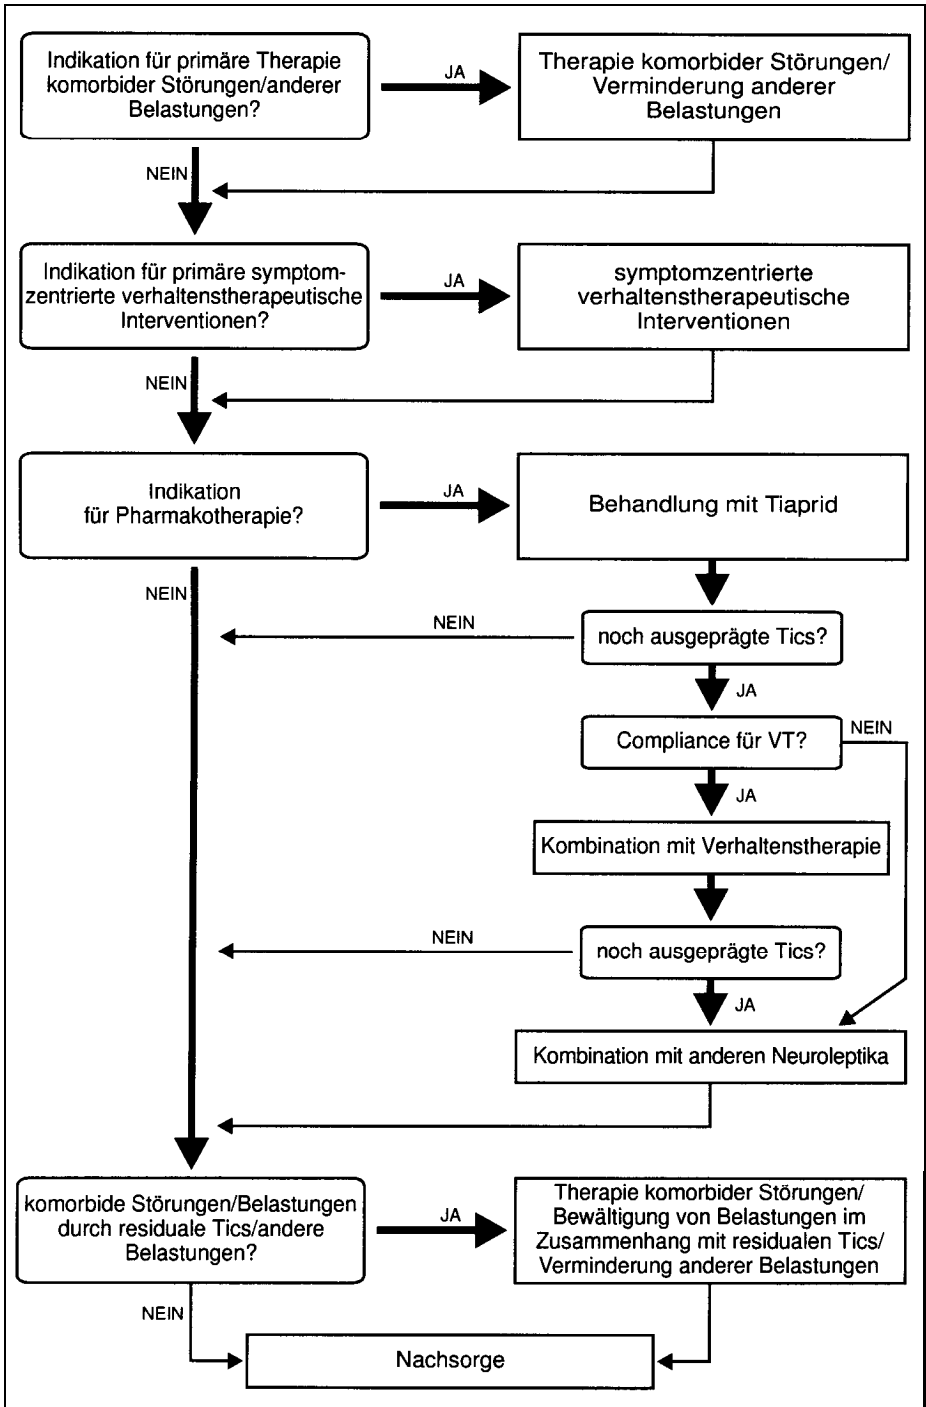 Indikation für primäre Therapie
komorbider Störungen/anderer
Belastungen?
JA
Therapie komorbider Störungen/
Verminderung anderer
Belastungen
NEIN
Indikation für primäre symptom-
zentrierte verhaltenstherapeutische
Interventionen?
JA
symptomzentrierte
verhaltenstherapeutische
Interventionen
NEIN
Indikation
für Pharmakotherapie?
JA
Behandlung mit Tiaprid
NEIN
NEIN
noch ausgeprägte Tics?
JA
Compliance für VT?
NEIN
JA
Kombination mit Verhaltenstherapie
NEIN
noch ausgeprägte Tics?
JA
Kombination mit anderen Neuroleptika
komorbide Störungen/Belastungen
durch residuale Tics/andere
Belastungen?
JA
Therapie komorbider Störungen/
Bewältigung von Belastungen im
Zusammenhang mit residualen Tics/
Verminderung anderer Belastungen
NEIN
Nachsorge